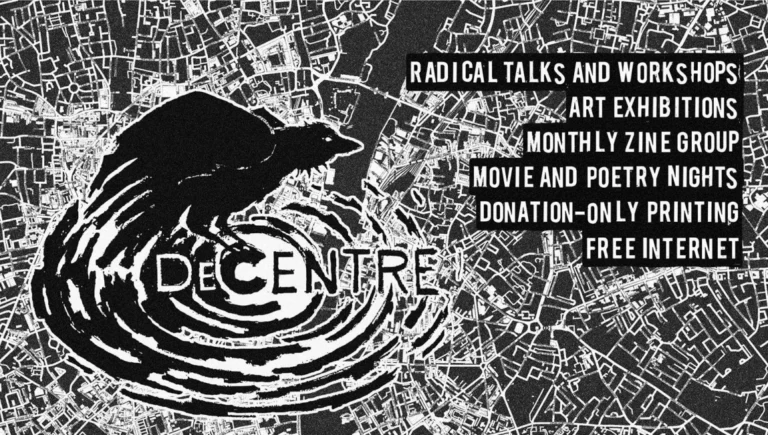 RADICAL TALKS AND WORKSHOPS
ART EXHIBITIONS
MONTHLY ZINE GROUP
MOVIE AND POETRY NIGHTS
DONATION-ONLY PRINTING
FREE INTERNET
DECENTRE